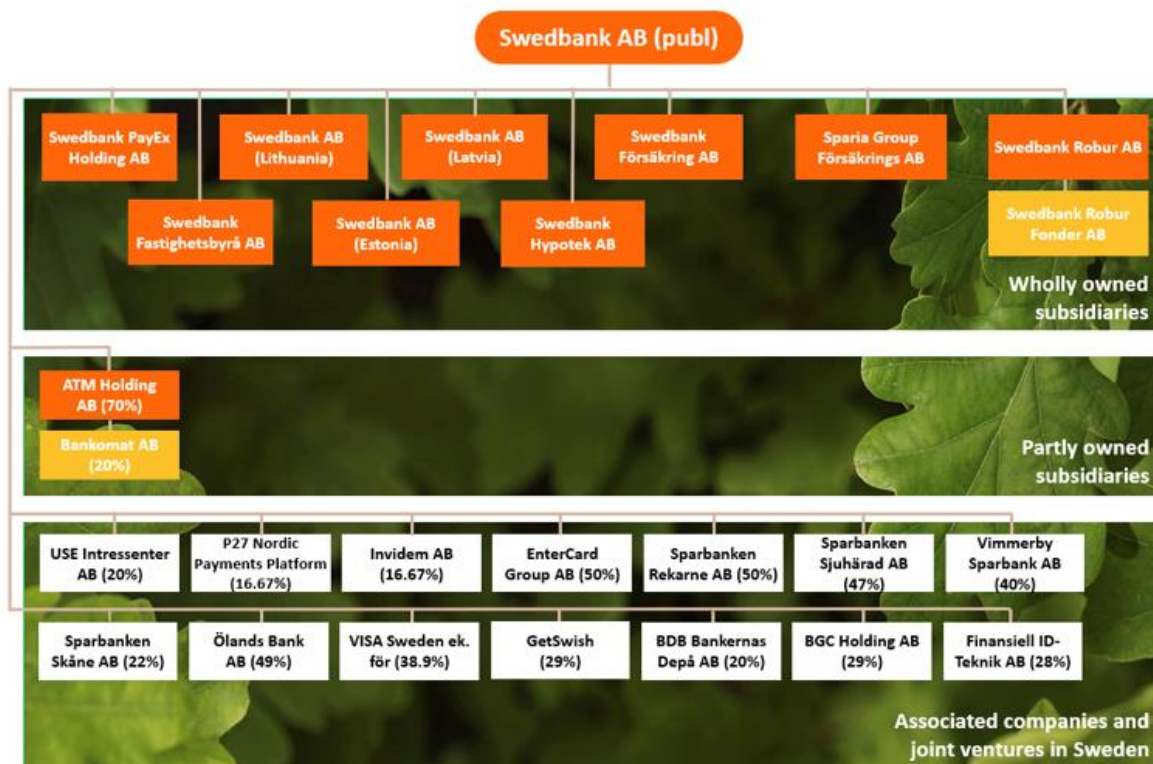 Swedbank AB (publ)
Swedbank PayEx
Holding AB
Swedbank AB
(Lithuania)
Swedbank AB
(Latvia)
Swedbank
Försäkring AB
Sparia Group
Försäkrings AB
Swedbank Robur AB
Swedbank
Fastighetsbyrå AB
Swedbank AB
(Estonia)
Swedbank
Hypotek AB
Swedbank Robur
Fonder AB
Wholly owned
subsidiaries
ATM Holding
AB (70%)
Bankomat AB
(20%)
Partly owned
subsidiaries
USE Intressenter
AB (20%)
P27 Nordic
Payments Platform
(16.67%)
Invidem AB
(16.67%)
EnterCard
Group AB (50%)
Sparbanken
Rekarne AB (50%)
Sparbanken
Sjuhärad AB
(47%)
Vimmerby
Sparbank AB
(40%)
Sparbanken
Skåne AB (22%)
Ölands Bank
AB (49%)
VISA Sweden ek.
för (38.9%)
GetSwish
(29%)
BDB Bankernas
Depå AB (20%)
BGC Holding AB
(29%)
Finansiell ID-
Teknik AB (28%)
Associated companies and
joint ventures in Sweden